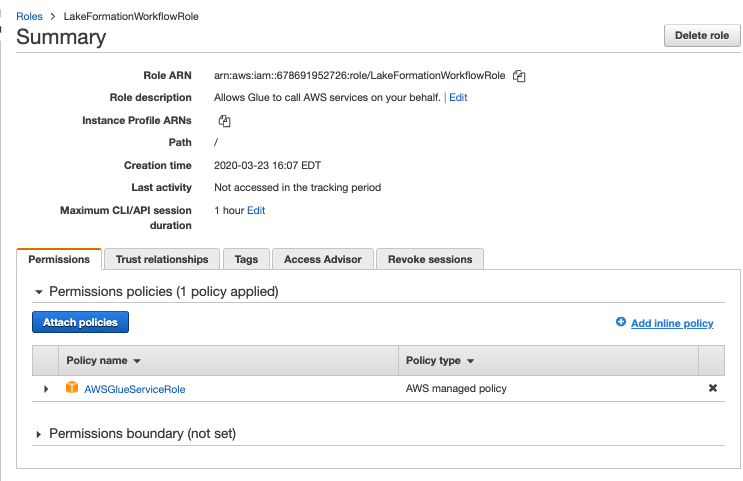 Roles > LakeFormationWorkflowRole
Summary
Delete role
Role ARN arn:aws:iam::678691952726:role/LakeFormationWorkflowRole
Role description Allows Glue to call AWS services on your behalf. | Edit
Instance Profile ARNs
Path /
Creation time 2020-03-23 16:07 EDT
Last activity Not accessed in the tracking period
Maximum CLI/API session duration 1 hour Edit
Permissions Trust relationships Tags Access Advisor Revoke sessions
Permissions policies (1 policy applied)
Attach policies Add inline policy
Policy name Policy type
AWSGlueServiceRole AWS managed policy
Permissions boundary (not set)